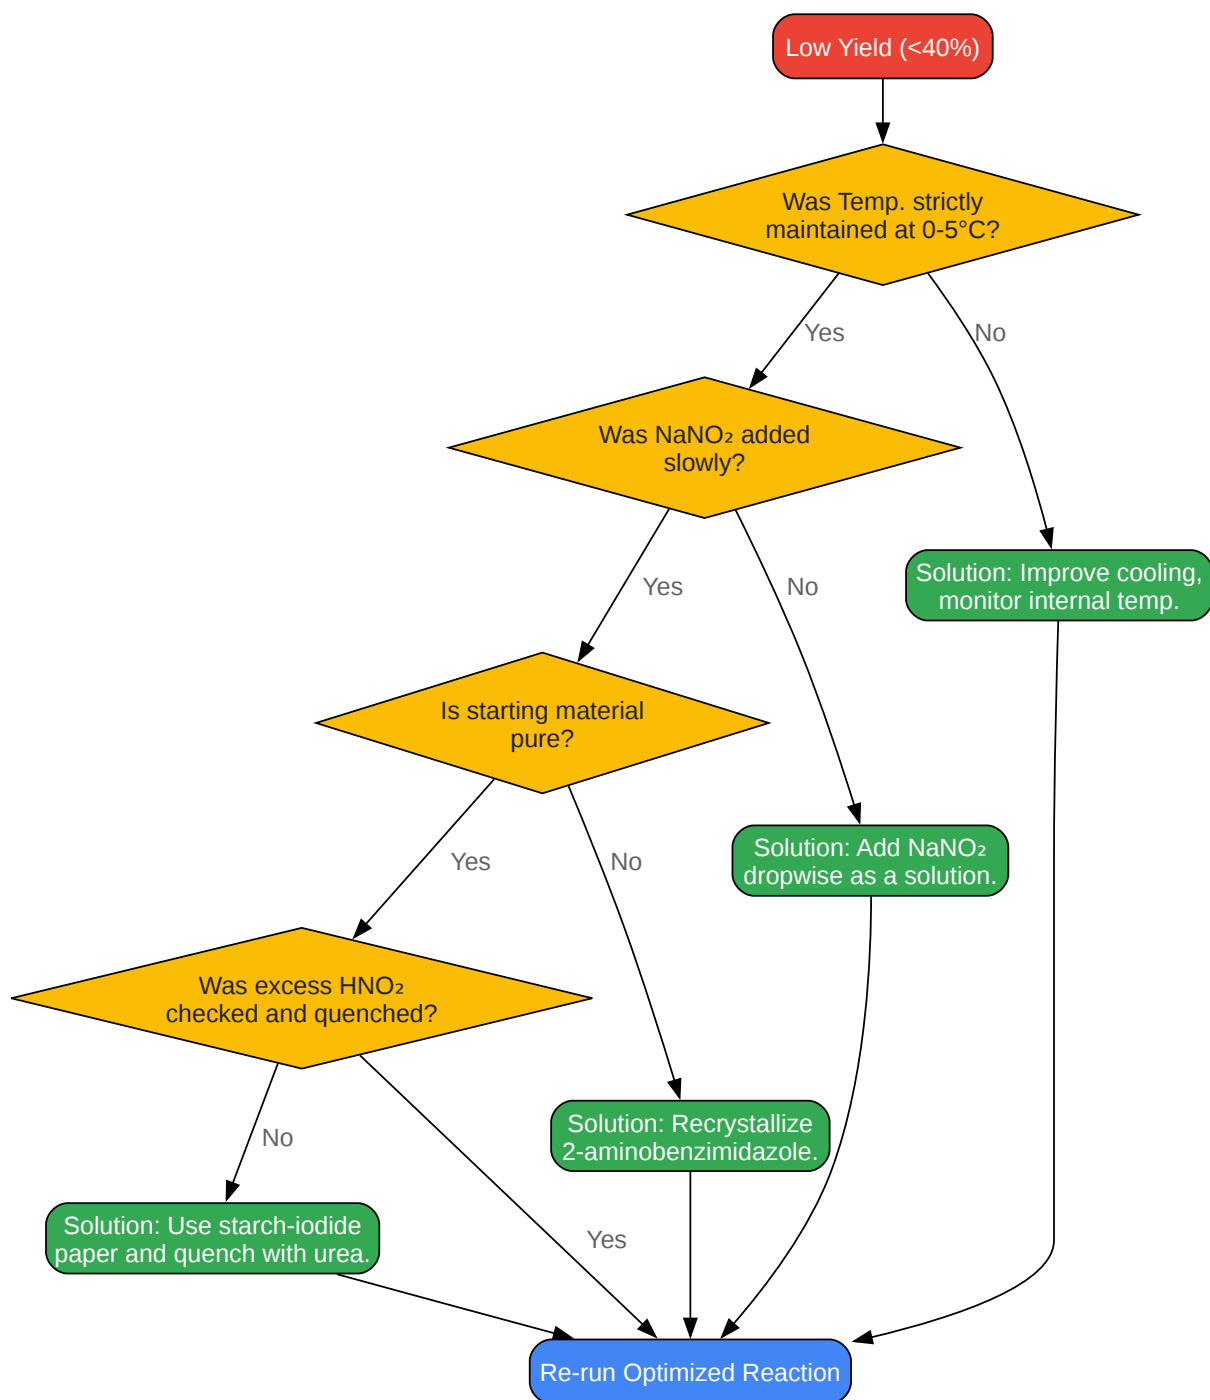 Low Yield (<40%)
Was Temp. strictly
maintained at 0-5°C?
Yes
No
Was NaNO₂ added
slowly?
Yes
No
Solution: Improve cooling,
monitor internal temp.
Is starting material
pure?
Yes
No
Solution: Add NaNO₂
dropwise as a solution.
Was excess HNO₂
checked and quenched?
No
Yes
Solution: Recrystallize
2-aminobenzimidazole.
Solution: Use starch-iodide
paper and quench with urea.
Re-run Optimized Reaction